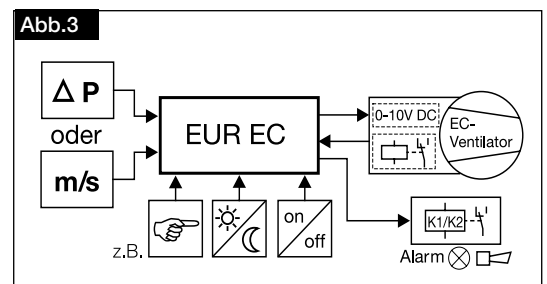 Abb.3
Δ P
oder
m/s
EUR EC
0-10V DC
EC-
Ventilator
z.B.
on
off
K1/K2
Alarm